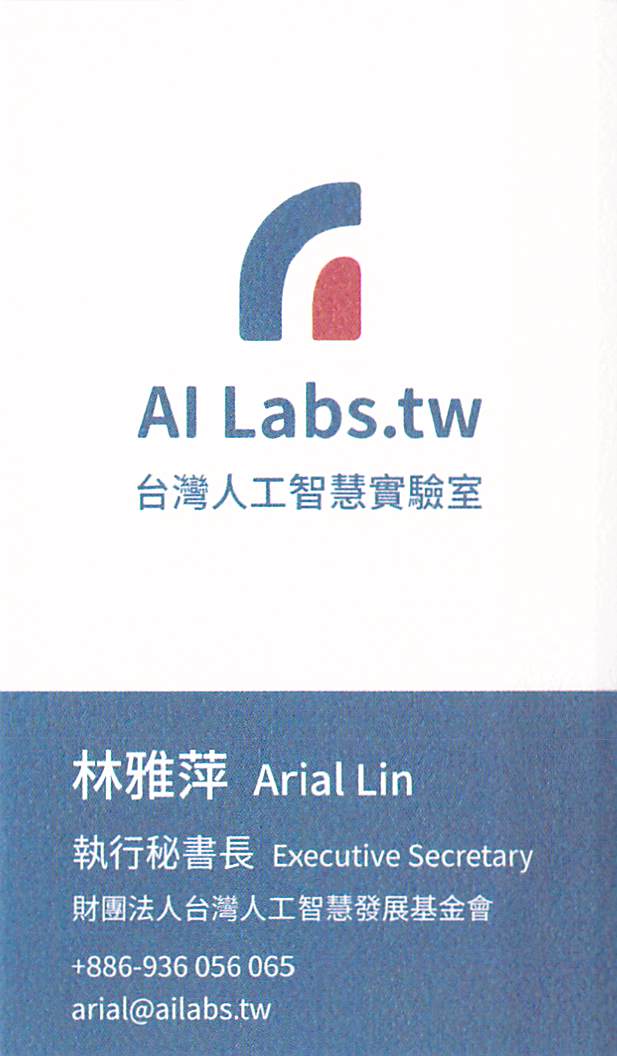 AI Labs.tw
台灣人工智慧實驗室
林雅萍 Arial Lin
執行秘書長 Executive Secretary
財團法人台灣人工智慧發展基金會
+886-936 056 065
arial@ailabs.tw